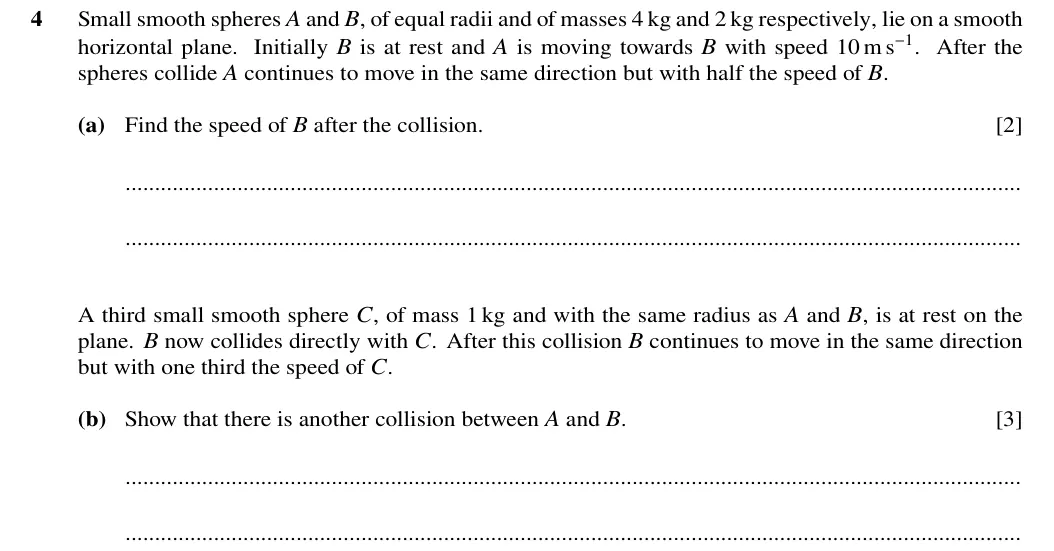 4 Small smooth spheres A and B, of equal radii and of masses 4 kg and 2 kg respectively, lie on a smooth
horizontal plane. Initially B is at rest and A is moving towards B with speed 10 m s⁻¹. After the
spheres collide A continues to move in the same direction but with half the speed of B.
(a) Find the speed of B after the collision. [2]
A third small smooth sphere C, of mass 1 kg and with the same radius as A and B, is at rest on the
plane. B now collides directly with C. After this collision B continues to move in the same direction
but with one third the speed of C.
(b) Show that there is another collision between A and B. [3]